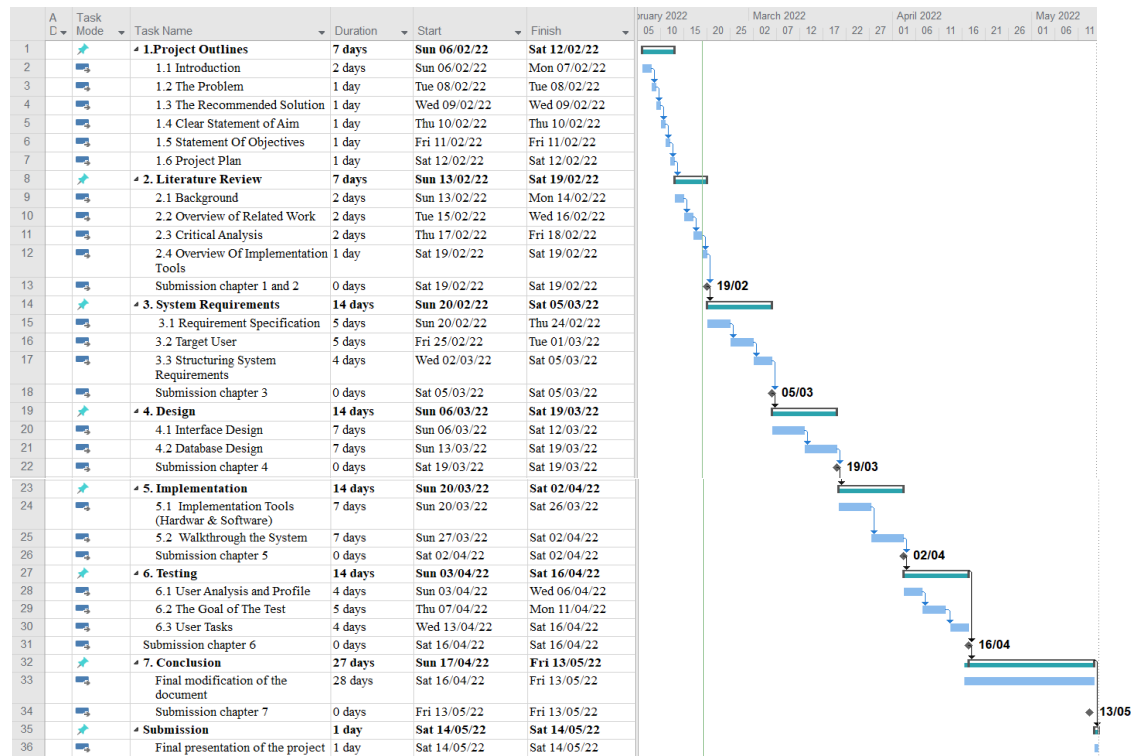 A D Task Mode Task Name Duration Start Finish
ruary 2022 March 2022 April 2022 May 2022
05 10 15 20 25 02 07 12 17 22 27 01 06 11 16 21 26 01 06 11
1 1.Project Outlines 7 days Sun 06/02/22 Sat 12/02/22
2 1.1 Introduction 2 days Sun 06/02/22 Mon 07/02/22
3 1.2 The Problem 1 day Tue 08/02/22 Tue 08/02/22
4 1.3 The Recommended Solution 1 day Wed 09/02/22 Wed 09/02/22
5 1.4 Clear Statement of Aim 1 day Thu 10/02/22 Thu 10/02/22
6 1.5 Statement Of Objectives 1 day Fri 11/02/22 Fri 11/02/22
7 1.6 Project Plan 1 day Sat 12/02/22 Sat 12/02/22
8 2. Literature Review 7 days Sun 13/02/22 Sat 19/02/22
9 2.1 Background 2 days Sun 13/02/22 Mon 14/02/22
10 2.2 Overview of Related Work 2 days Tue 15/02/22 Wed 16/02/22
11 2.3 Critical Analysis 2 days Thu 17/02/22 Fri 18/02/22
12 2.4 Overview Of Implementation 1 day Sat 19/02/22 Sat 19/02/22
Tools
13 Submission chapter 1 and 2 0 days Sat 19/02/22 Sat 19/02/22 19/02
14 3. System Requirements 14 days Sun 20/02/22 Sat 05/03/22
15 3.1 Requirement Specification 5 days Sun 20/02/22 Thu 24/02/22
16 3.2 Target User 5 days Fri 25/02/22 Tue 01/03/22
17 3.3 Structuring System 4 days Wed 02/03/22 Sat 05/03/22
Requirements
18 Submission chapter 3 0 days Sat 05/03/22 Sat 05/03/22 05/03
19 4. Design 14 days Sun 06/03/22 Sat 19/03/22
20 4.1 Interface Design 7 days Sun 06/03/22 Sat 12/03/22
21 4.2 Database Design 7 days Sun 13/03/22 Sat 19/03/22
22 Submission chapter 4 0 days Sat 19/03/22 Sat 19/03/22 19/03
23 5. Implementation 14 days Sun 20/03/22 Sat 02/04/22
24 5.1 Implementation Tools 7 days Sun 20/03/22 Sat 26/03/22
(Hardwar & Software)
25 5.2 Walkthrough the System 7 days Sun 27/03/22 Sat 02/04/22
26 Submission chapter 5 0 days Sat 02/04/22 Sat 02/04/22 02/04
27 6. Testing 14 days Sun 03/04/22 Sat 16/04/22
28 6.1 User Analysis and Profile 4 days Sun 03/04/22 Wed 06/04/22
29 6.2 The Goal of The Test 5 days Thu 07/04/22 Mon 11/04/22
30 6.3 User Tasks 4 days Wed 13/04/22 Sat 16/04/22
31 Submission chapter 6 0 days Sat 16/04/22 Sat 16/04/22 16/04
32 7. Conclusion 27 days Sun 17/04/22 Fri 13/05/22
33 Final modification of the 28 days Sat 16/04/22 Fri 13/05/22
document
34 Submission chapter 7 0 days Fri 13/05/22 Fri 13/05/22 13/05
35 Submission 1 day Sat 14/05/22 Sat 14/05/22
36 Final presentation of the project 1 day Sat 14/05/22 Sat 14/05/22